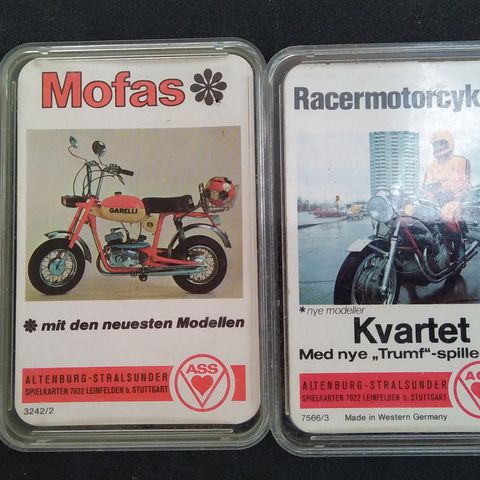 Mofas*
GARELLI
* mit den neuesten Modellen
ALTENBURG-STRALSUNDER
SPIELKARTEN 7022 LEINFELDEN b. STUTTGART
ASS
3242/2
Racermotorcyk
*nye modeller
Kvartet
Med nye „Trumf"-spille
ALTENBURG-STRALSUNDER
SPIELKARTEN 7022 LEINFELDEN b. STUTTGART
7566/3 Made in Western Germany